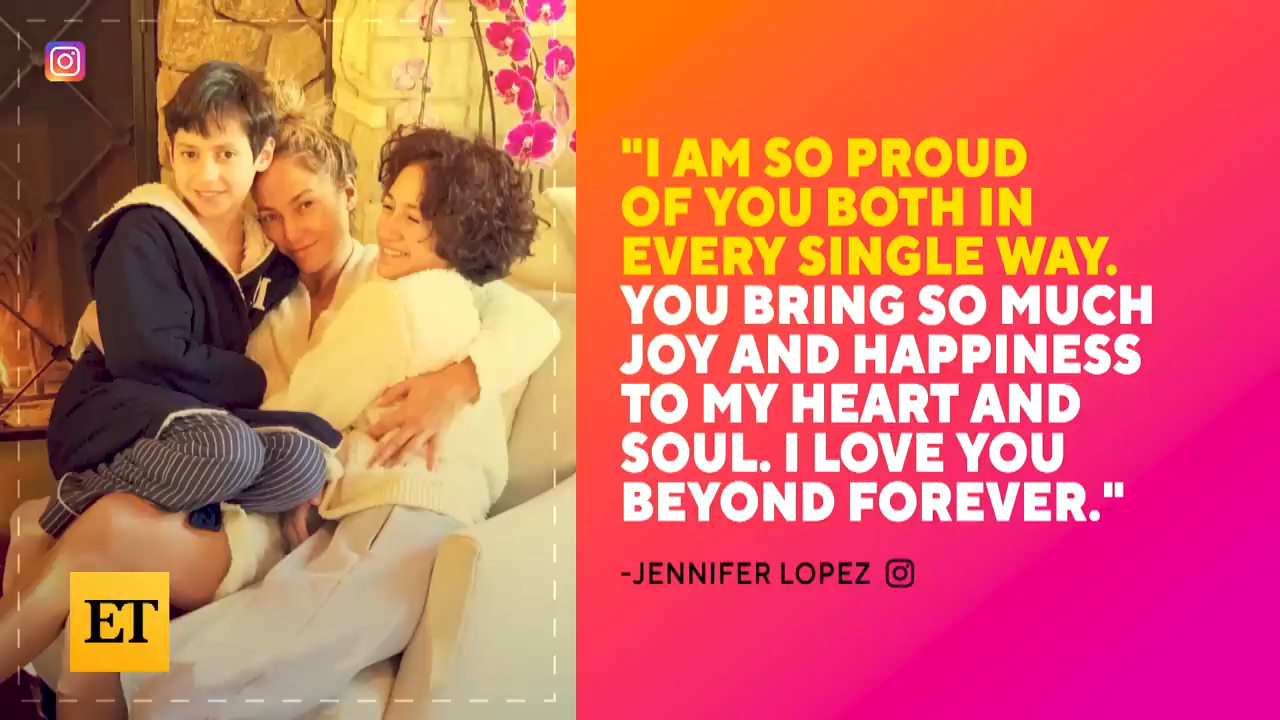 "I AM SO PROUD
OF YOU BOTH IN
EVERY SINGLE WAY.
YOU BRING SO MUCH
JOY AND HAPPINESS
TO MY HEART AND
SOUL. I LOVE YOU
BEYOND FOREVER."
-JENNIFER LOPEZ
ET